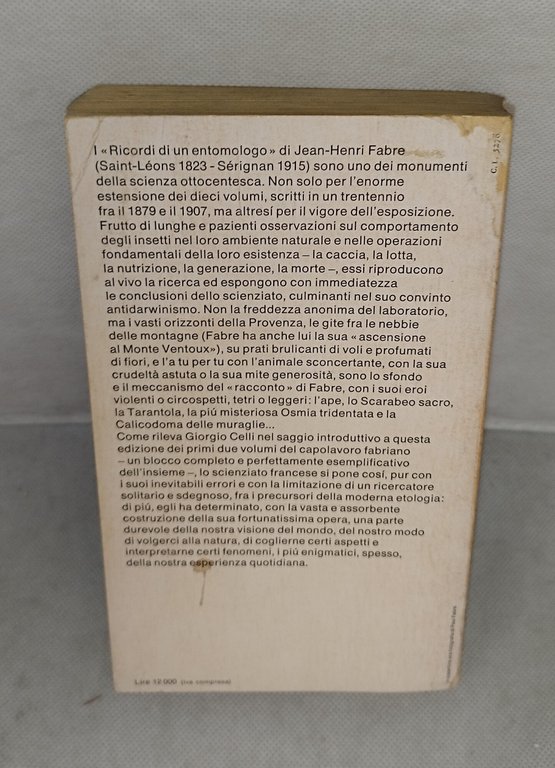 I «Ricordi di un entomologo» di Jean-Henri Fabre
(Saint-Léons 1823 - Sérignan 1915) sono uno dei monumenti
della scienza ottocentesca. Non solo per l'enorme
estensione dei dieci volumi, scritti in un trentennio
fra il 1879 e il 1907, ma altresí per il vigore dell'esposizione.
Frutto di lunghe e pazienti osservazioni sul comportamento
degli insetti nel loro ambiente naturale e nelle operazioni
fondamentali della loro esistenza – la caccia, la lotta,
la nutrizione, la generazione, la morte –, essi riproducono
al vivo la ricerca ed espongono con immediatezza
le conclusioni dello scienziato, culminanti nel suo convinto
antidarwinismo. Non la freddezza anonima del laboratorio,
ma i vasti orizzonti della Provenza, le gite fra le nebbie
delle montagne (Fabre ha anche lui la sua «ascensione
al Monte Ventoux»), su prati brulicanti di voli e profumati
di fiori, e l'a tu per tu con l'animale sconcertante, con la sua
crudeltà astuta o la sua mite generosità, sono lo sfondo
e il meccanismo del «racconto» di Fabre, con i suoi eroi
violenti o circospetti, tetri o leggeri: l'ape, lo Scarabeo sacro,
la Tarantola, la piú misteriosa Osmia tridentata e la
Calicodoma delle muraglie...
Come rileva Giorgio Celli nel saggio introduttivo a questa
edizione dei primi due volumi del capolavoro fabriano
– un blocco completo e perfettamente esemplificativo
dell'insieme –, lo scienziato francese si pone cosí, pur con
i suoi inevitabili errori e con la limitazione di un ricercatore
solitario e sdegnoso, fra i precursori della moderna etologia:
di piú, egli ha determinato, con la vasta e assorbente
costruzione della sua fortunatissima opera, una parte
durevole della nostra visione del mondo, del nostro modo
di volgerci alla natura, di coglierne certi aspetti e
interpretarne certi fenomeni, i piú enigmatici, spesso,
della nostra esperienza quotidiana.
Lire 12 000 (iva compresa)
C. L. 3278